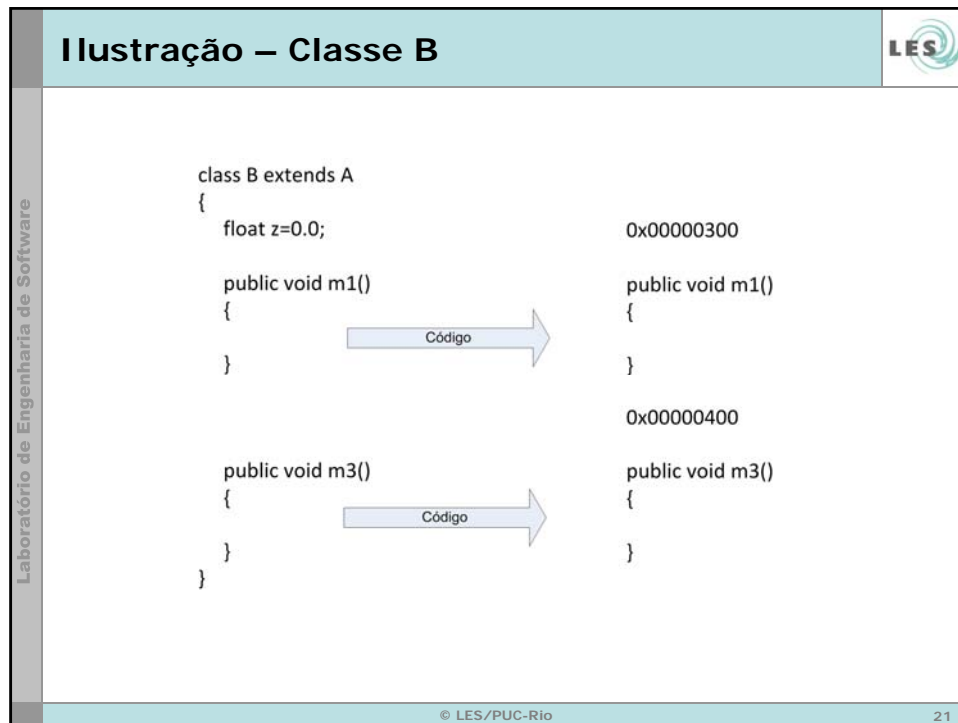 Ilustração – Classe B
LES
Laboratório de Engenharia de Software
class B extends A
{
float z=0.0;
0x00000300
public void m1()
public void m1()
{
{
Código
}
}
0x00000400
public void m3()
public void m3()
{
{
Código
}
}
}
© LES/PUC-Rio
21